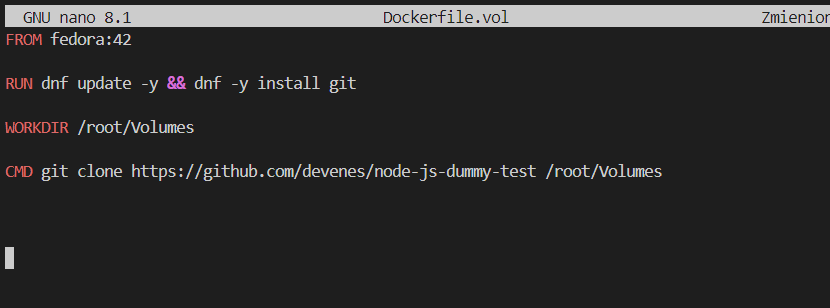 GNU nano 8.1 Dockerfile.vol
FROM fedora:42
RUN dnf update -y && dnf -y install git
WORKDIR /root/Volumes
CMD git clone https://github.com/devenes/node-js-dummy-test /root/Volumes